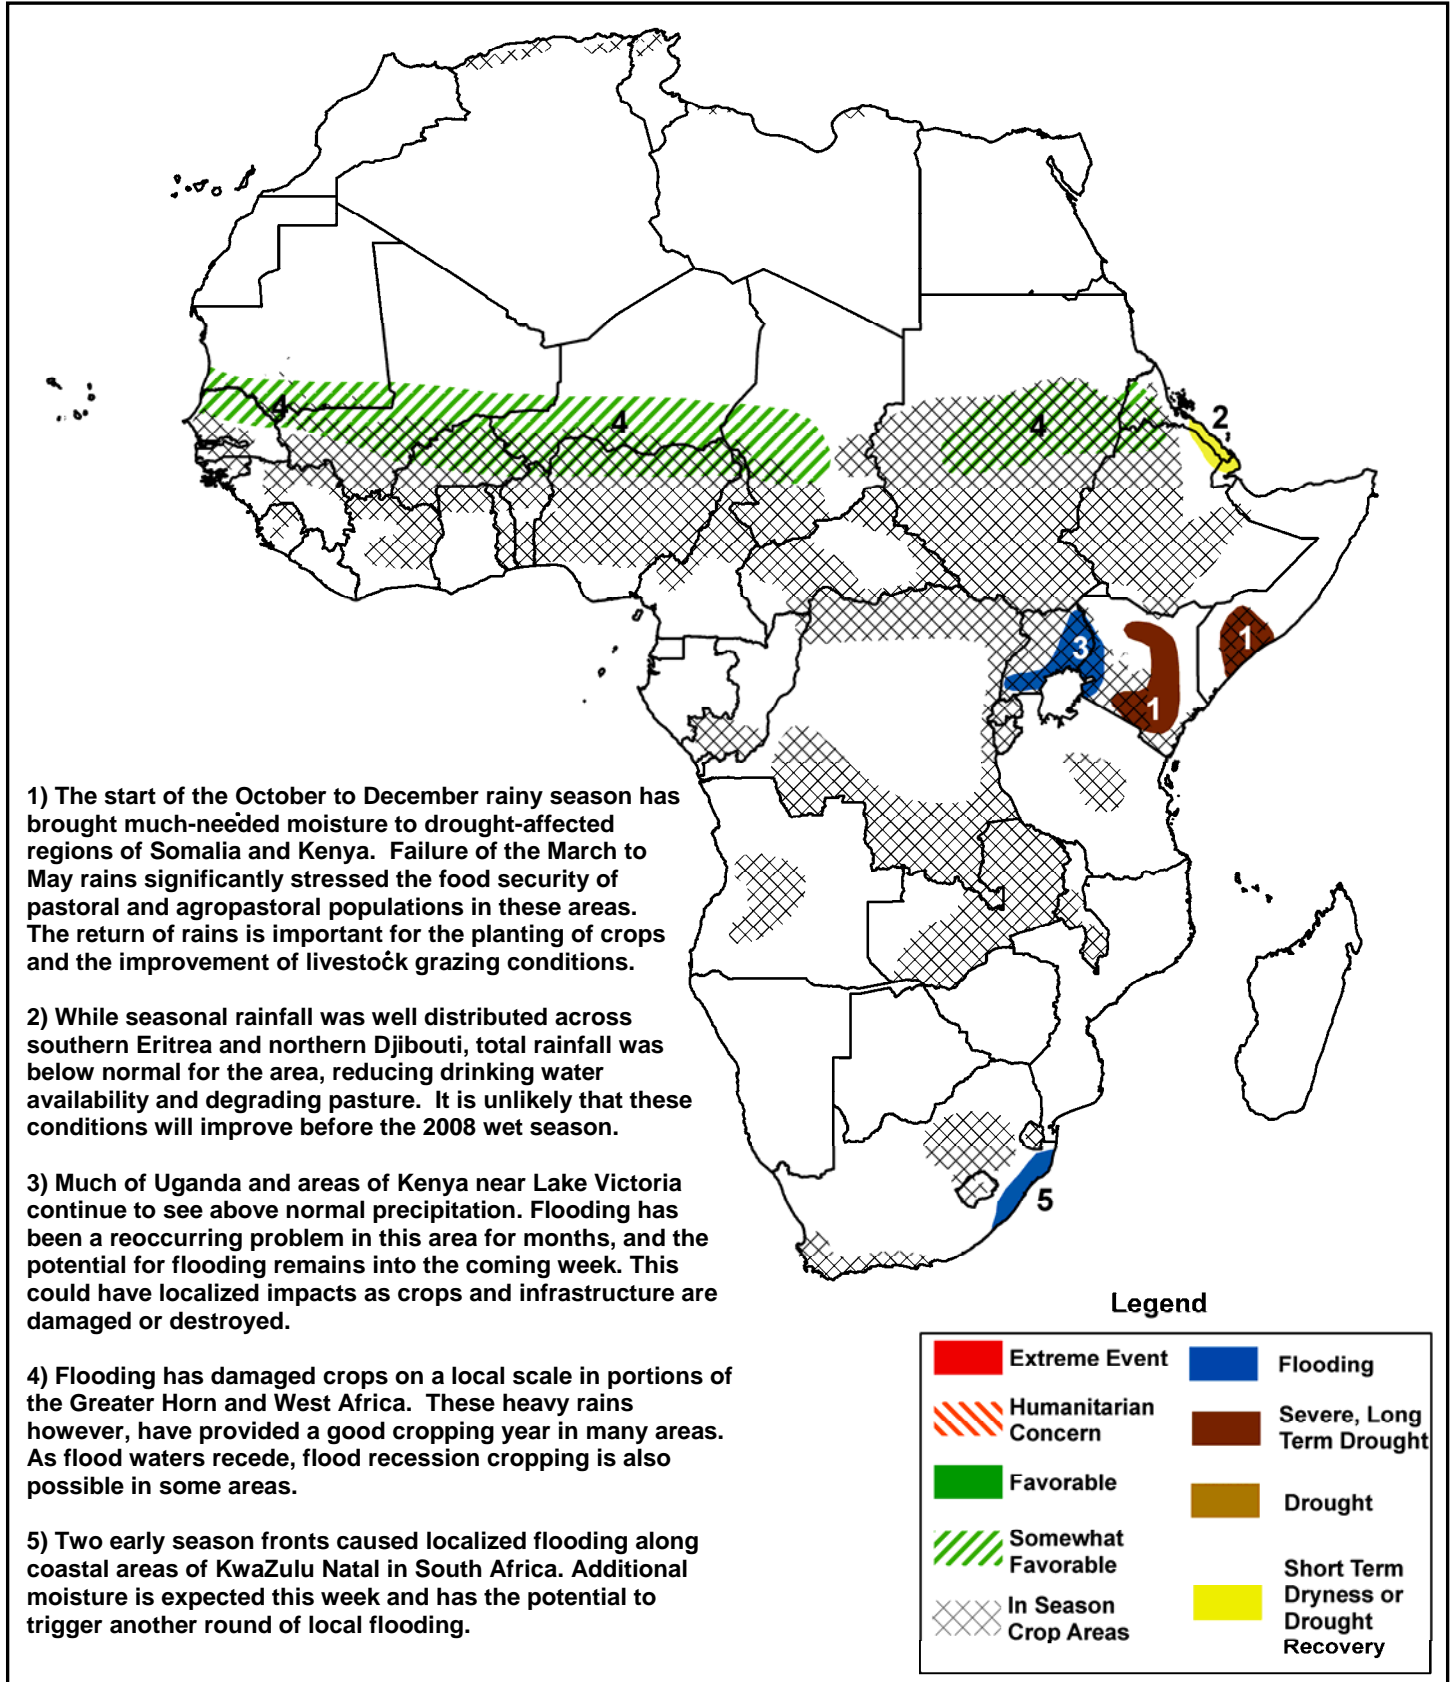 4
4
4
2
3
1
1
5
1) The start of the October to December rainy season has
brought much-needed moisture to drought-affected
regions of Somalia and Kenya.  Failure of the March to
May rains significantly stressed the food security of
pastoral and agropastoral populations in these areas.
The return of rains is important for the planting of crops
and the improvement of livestock grazing conditions.
2) While seasonal rainfall was well distributed across
southern Eritrea and northern Djibouti, total rainfall was
below normal for the area, reducing drinking water
availability and degrading pasture.  It is unlikely that these
conditions will improve before the 2008 wet season.
3) Much of Uganda and areas of Kenya near Lake Victoria
continue to see above normal precipitation. Flooding has
been a reoccurring problem in this area for months, and the
potential for flooding remains into the coming week. This
could have localized impacts as crops and infrastructure are
damaged or destroyed.
4) Flooding has damaged crops on a local scale in portions of
the Greater Horn and West Africa.  These heavy rains
however, have provided a good cropping year in many areas.
As flood waters recede, flood recession cropping is also
possible in some areas.
5) Two early season fronts caused localized flooding along
coastal areas of KwaZulu Natal in South Africa. Additional
moisture is expected this week and has the potential to
trigger another round of local flooding.
Legend
Extreme Event
Humanitarian
Concern
Favorable
Somewhat
Favorable
In Season
Crop Areas
Flooding
Severe, Long
Term Drought
Drought
Short Term
Dryness or
Drought
Recovery